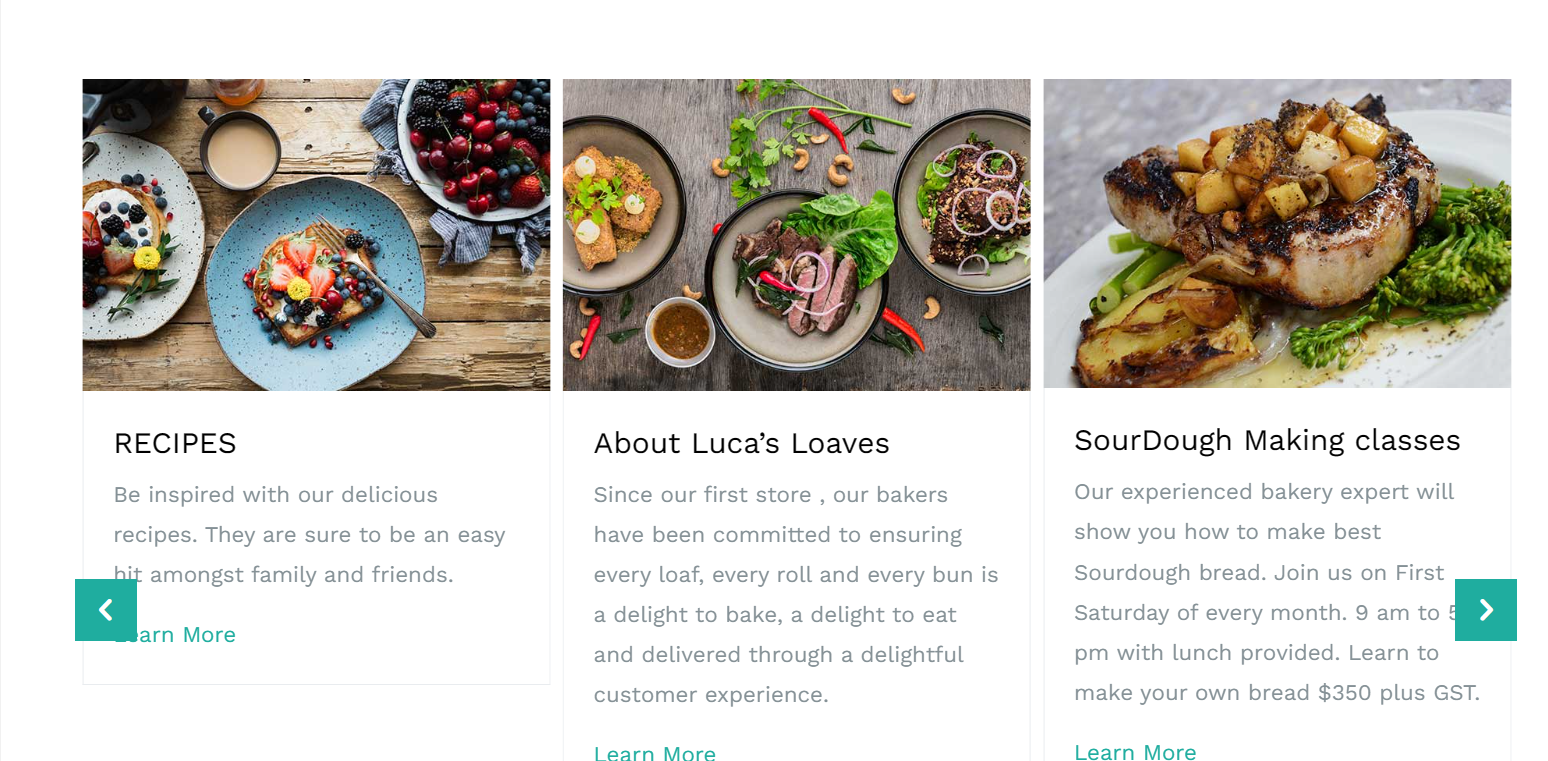 RECIPES
Be inspired with our delicious
recipes. They are sure to be an easy
hit amongst family and friends.
Learn More
About Luca’s Loaves
Since our first store , our bakers
have been committed to ensuring
every loaf, every roll and every bun is
a delight to bake, a delight to eat
and delivered through a delightful
customer experience.
Learn More
SourDough Making classes
Our experienced bakery expert will
show you how to make best
Sourdough bread. Join us on First
Saturday of every month. 9 am to 5
pm with lunch provided. Learn to
make your own bread $350 plus GST.
Learn More